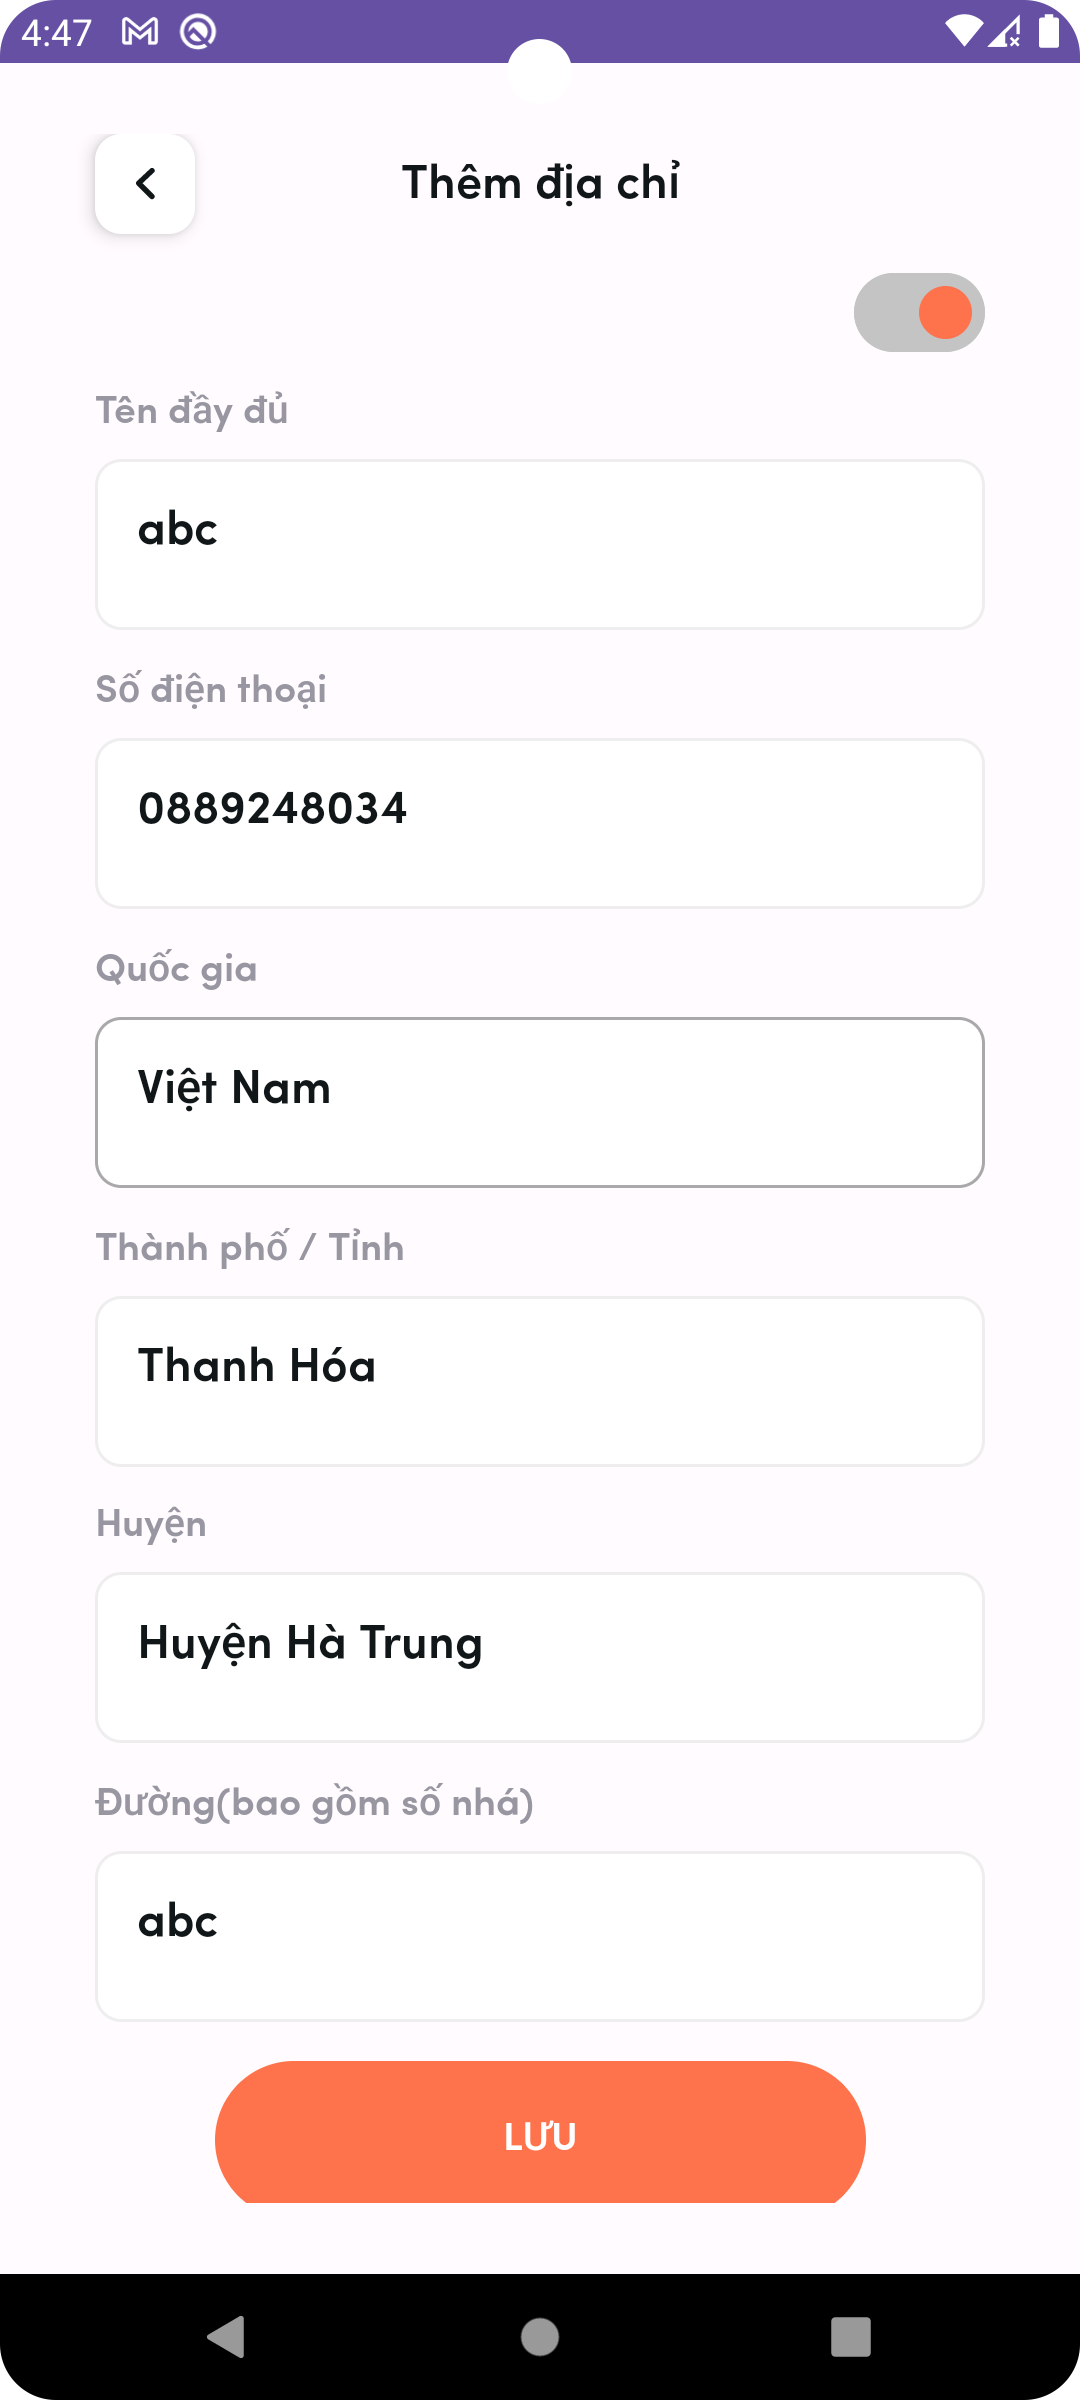 4:47
Thêm địa chỉ
Tên đầy đủ
abc
Số điện thoại
0889248034
Quốc gia
Việt Nam
Thành phố / Tỉnh
Thanh Hóa
Huyện
Huyện Hà Trung
Đường(bao gồm số nhá)
abc
LƯU